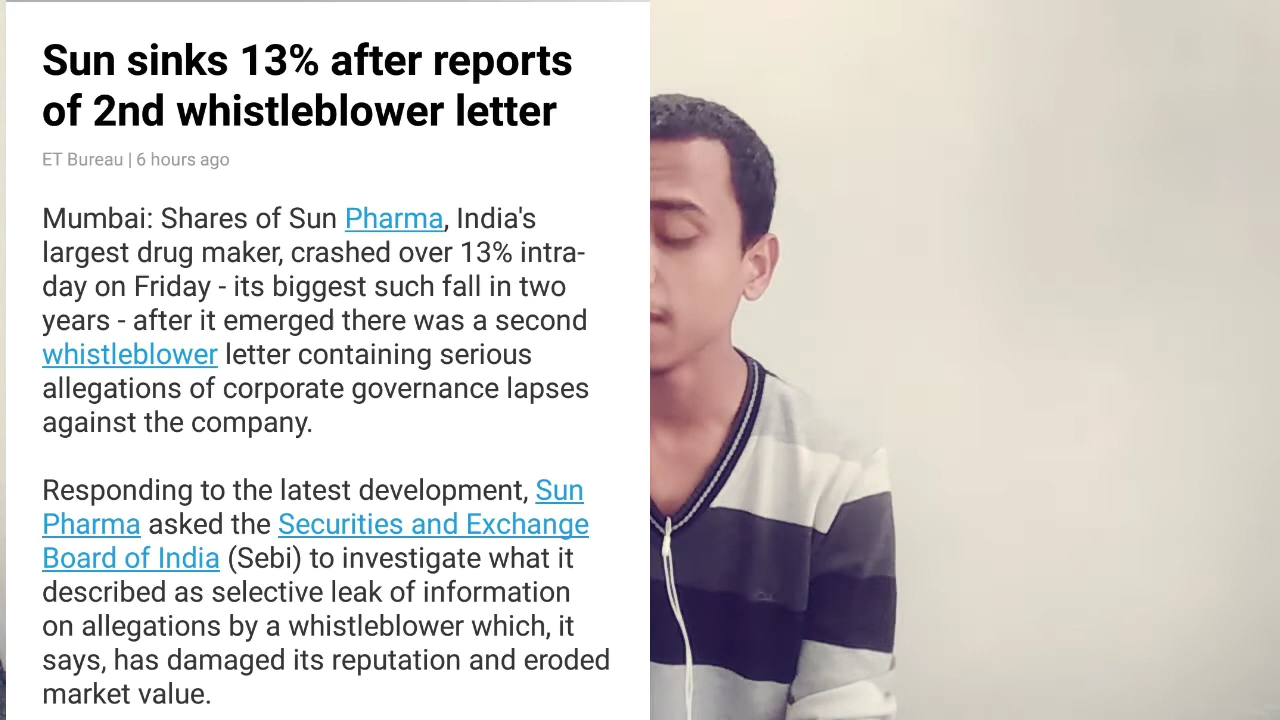 Sun sinks 13% after reports
of 2nd whistleblower letter
ET Bureau | 6 hours ago
Mumbai: Shares of Sun Pharma, India's
largest drug maker, crashed over 13% intra-
day on Friday - its biggest such fall in two
years - after it emerged there was a second
whistleblower letter containing serious
allegations of corporate governance lapses
against the company.
Responding to the latest development, Sun
Pharma asked the Securities and Exchange
Board of India (Sebi) to investigate what it
described as selective leak of information
on allegations by a whistleblower which, it
says, has damaged its reputation and eroded
market value.